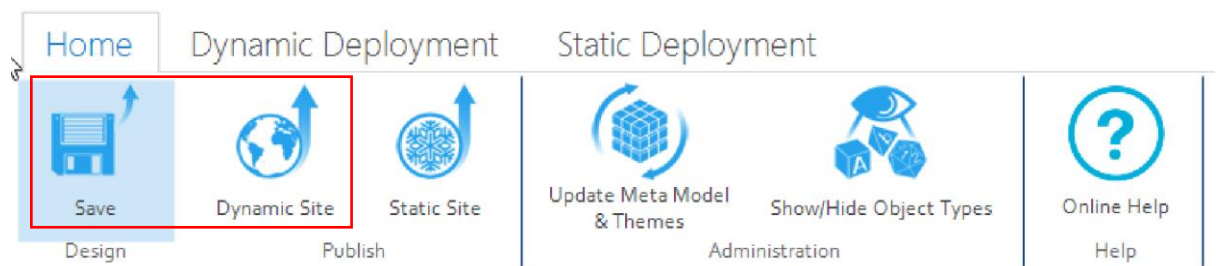 Home Dynamic Deployment Static Deployment
Save Dynamic Site Static Site Update Meta Model & Themes Show/Hide Object Types Online Help
Design Publish Administration Help